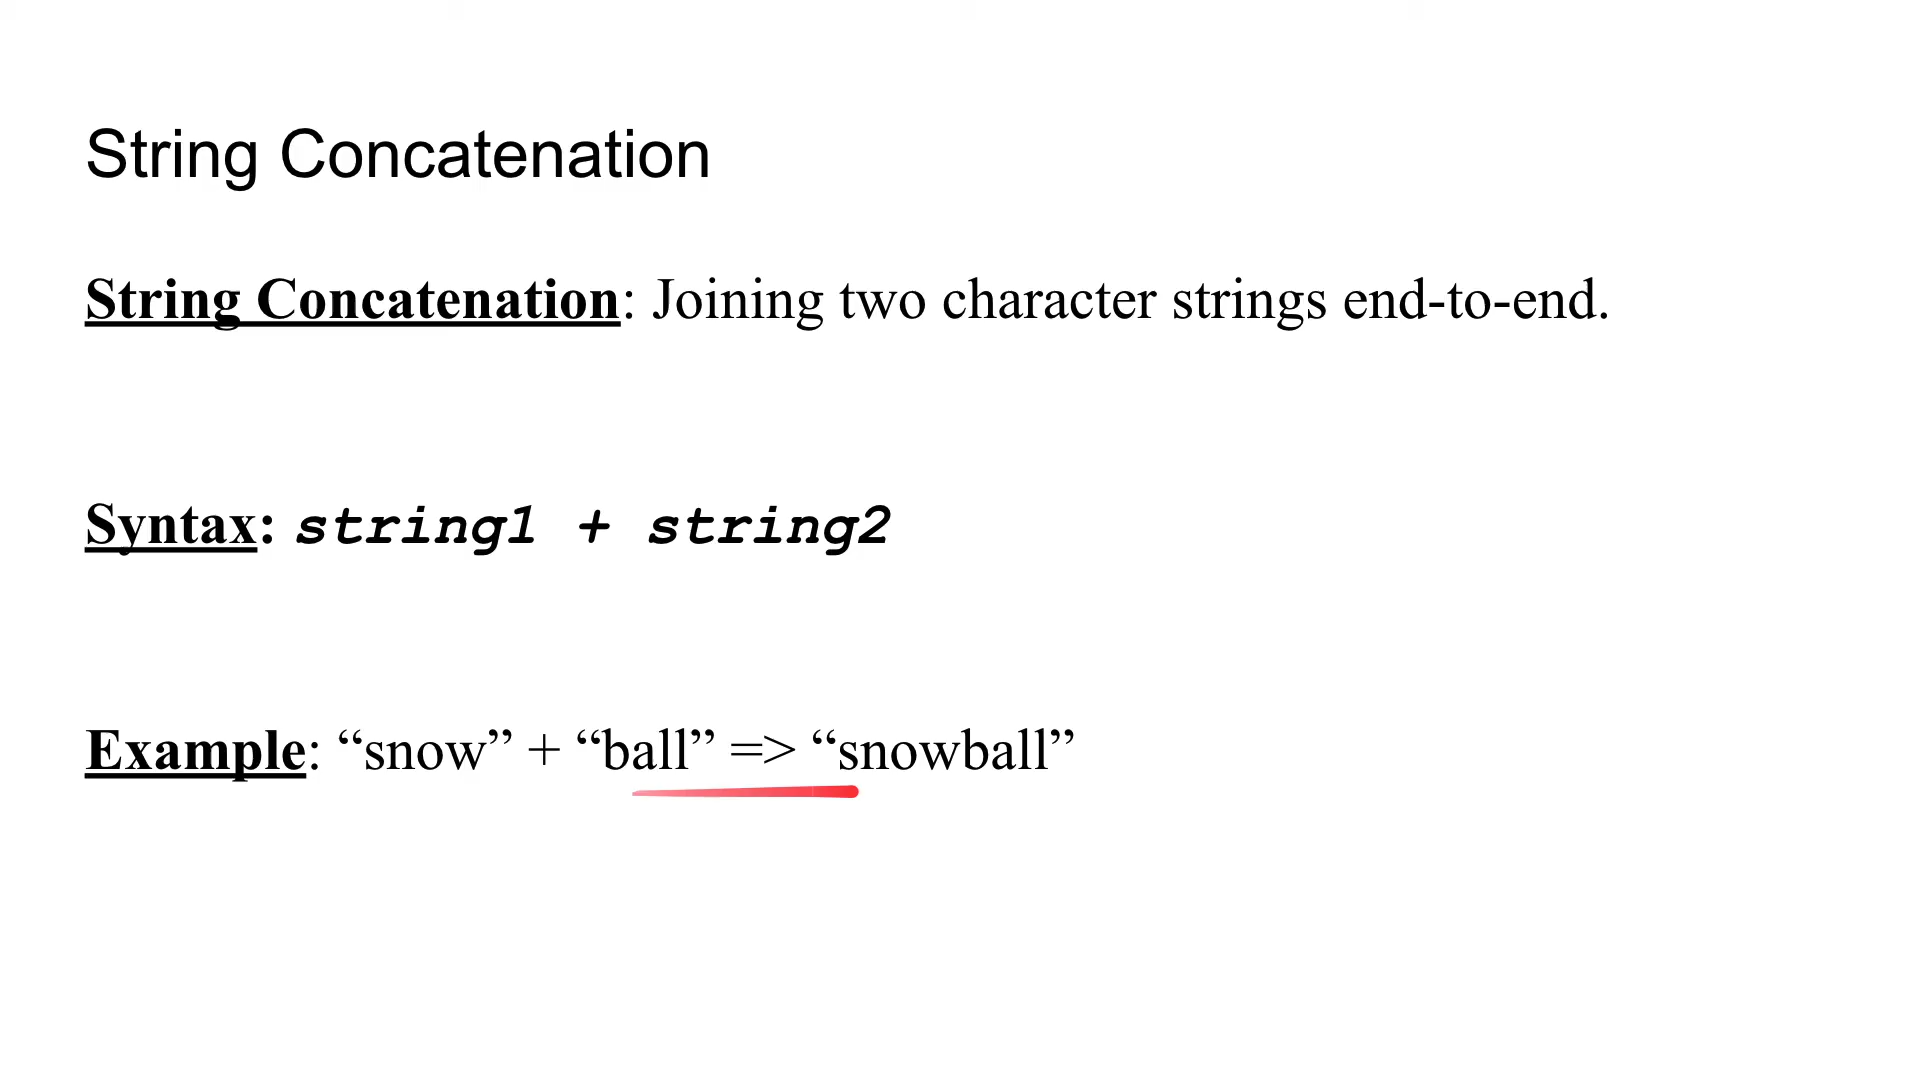 String Concatenation
String Concatenation: Joining two character strings end-to-end.
Syntax: string1 + string2
Example: “snow” + “ball” => “snowball”